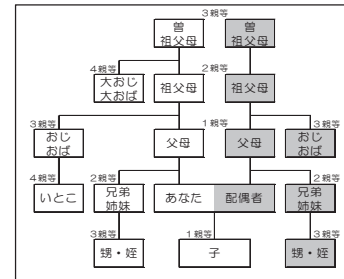 3親等
曽
祖父母
曽
祖父母
4親等
大おじ
大おば
2親等
祖父母
祖父母
3親等
おじ
おば
父母
1親等
父母
3親等
おじ
おば
4親等
いとこ
2親等
兄弟
姉妹
あなた
配偶者
2親等
兄弟
姉妹
3親等
甥・姪
1親等
子
3親等
甥・姪